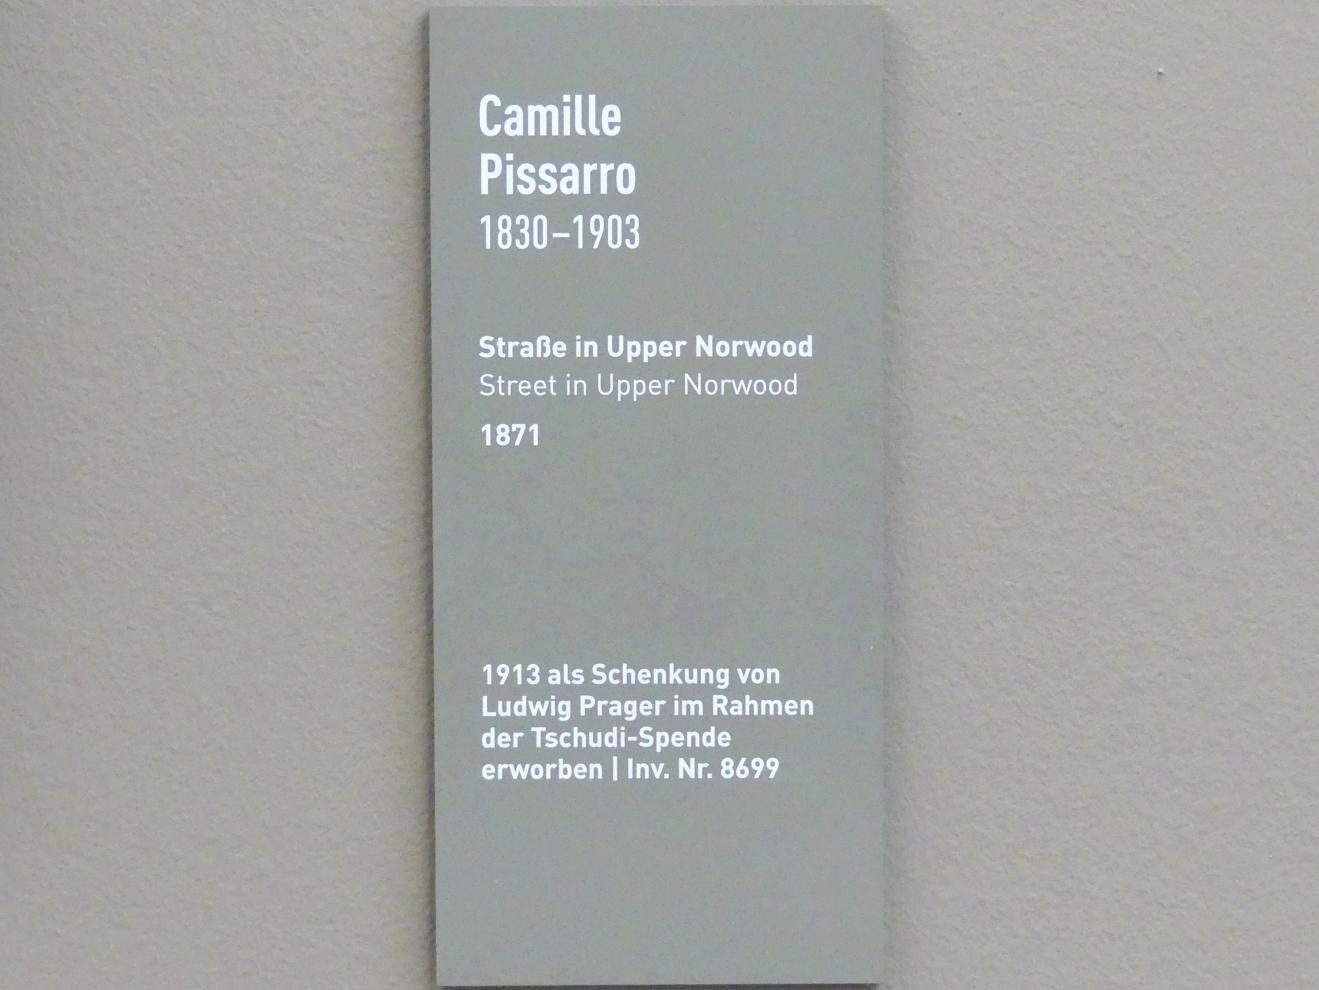 Camille
Pissarro
1830–1903
Straße in Upper Norwood
Street in Upper Norwood
1871
1913 als Schenkung von
Ludwig Prager im Rahmen
der Tschudi-Spende
erworben | Inv. Nr. 8699